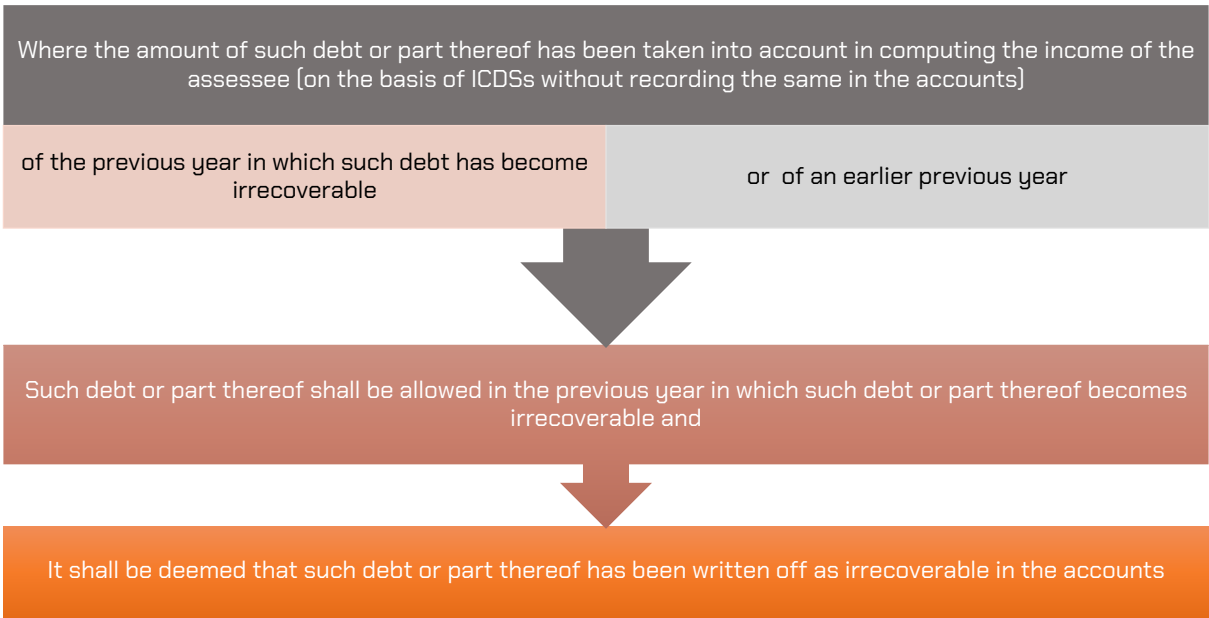 Where the amount of such debt or part thereof has been taken into account in computing the income of the
assessee (on the basis of ICDSs without recording the same in the accounts)
of the previous year in which such debt has become
irrecoverable
or of an earlier previous year
Such debt or part thereof shall be allowed in the previous year in which such debt or part thereof becomes
irrecoverable and
It shall be deemed that such debt or part thereof has been written off as irrecoverable in the accounts